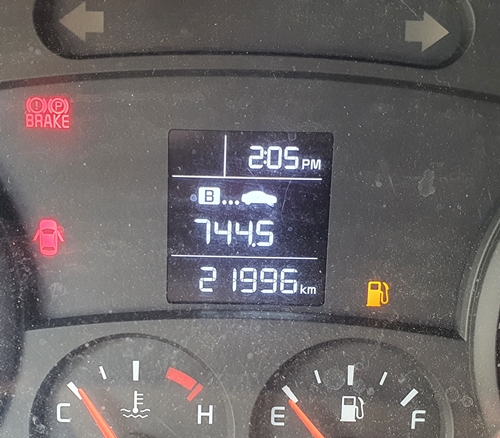 (!) (P)
BRAKE
2:05 PM
B...
744.5
21996 km
C H
E F